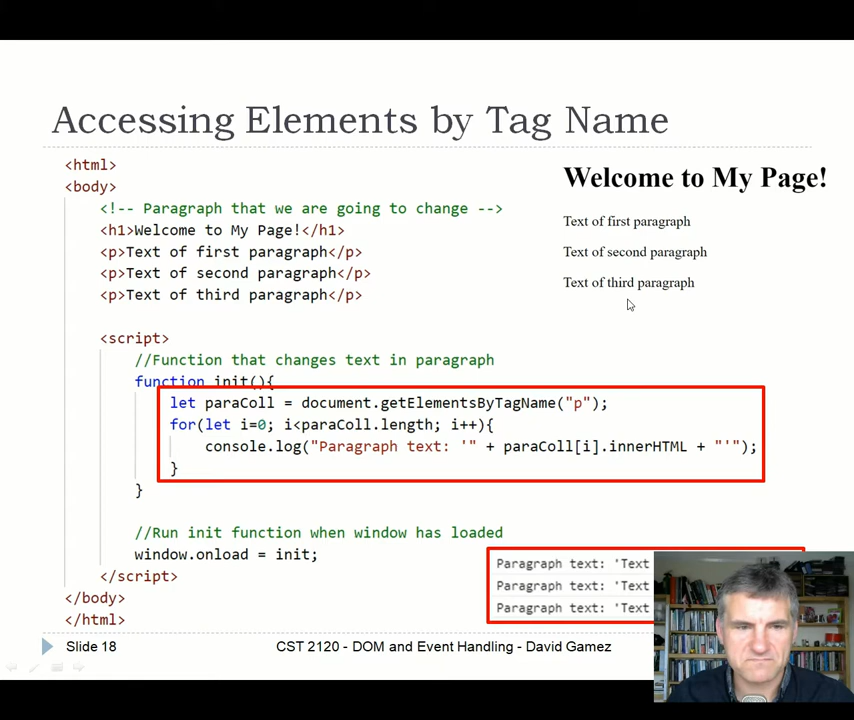 Accessing Elements by Tag Name
<html>
<body>
<!-- Paragraph that we are going to change -->
<h1>Welcome to My Page!</h1>
<p>Text of first paragraph</p>
<p>Text of second paragraph</p>
<p>Text of third paragraph</p>
<script>
//Function that changes text in paragraph
function init(){
let paraColl = document.getElementsByTagName("p");
for(let i=0; i<paraColl.length; i++){
console.log("Paragraph text: '" + paraColl[i].innerHTML + "'");
}
}
//Run init function when window has loaded
window.onload = init;
</script>
</body>
</html>
Welcome to My Page!
Text of first paragraph
Text of second paragraph
Text of third paragraph
Paragraph text: 'Text
Paragraph text: 'Text
Paragraph text: 'Text
Slide 18
CST 2120 - DOM and Event Handling - David Gamez